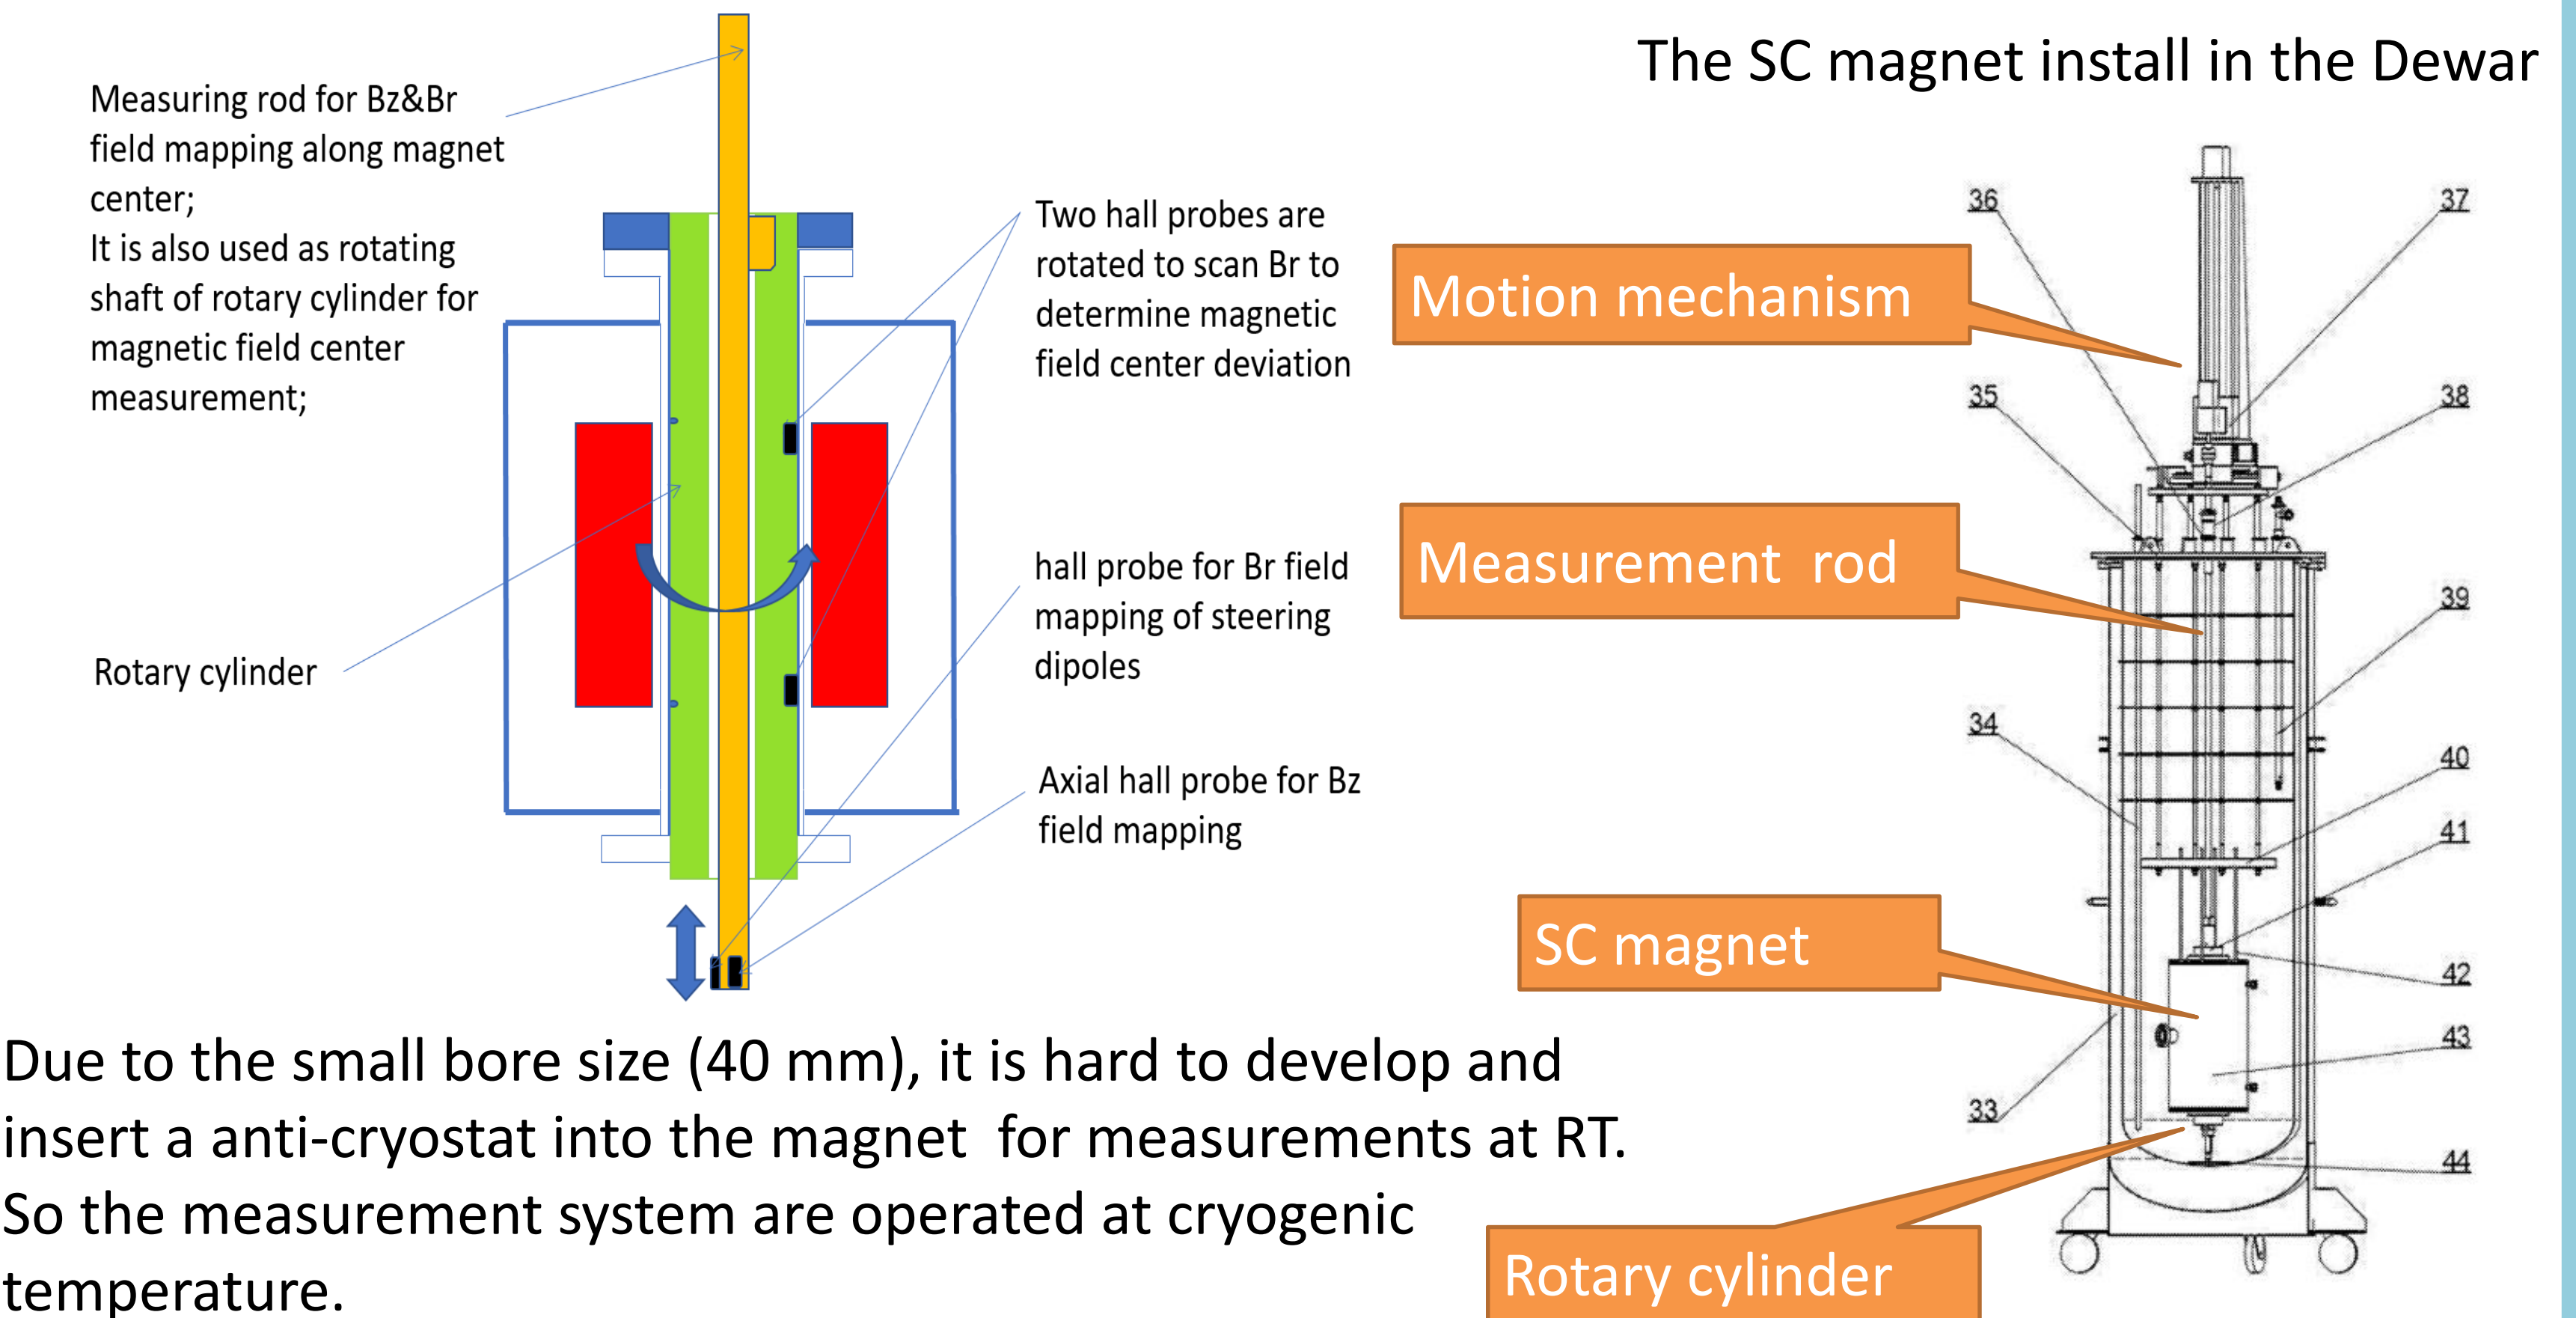 The SC magnet install in the Dewar
Measuring rod for Bz&Br
field mapping along magnet
center;
It is also used as rotating
shaft of rotary cylinder for
magnetic field center
measurement;
Rotary cylinder
Two hall probes are
rotated to scan Br to
determine magnetic
field center deviation
hall probe for Br field
mapping of steering
dipoles
Axial hall probe for Bz
field mapping
Motion mechanism
Measurement rod
SC magnet
Rotary cylinder
36
37
35
38
39
34
40
41
42
43
33
44
Due to the small bore size (40 mm), it is hard to develop and
insert a anti-cryostat into the magnet for measurements at RT.
So the measurement system are operated at cryogenic
temperature.